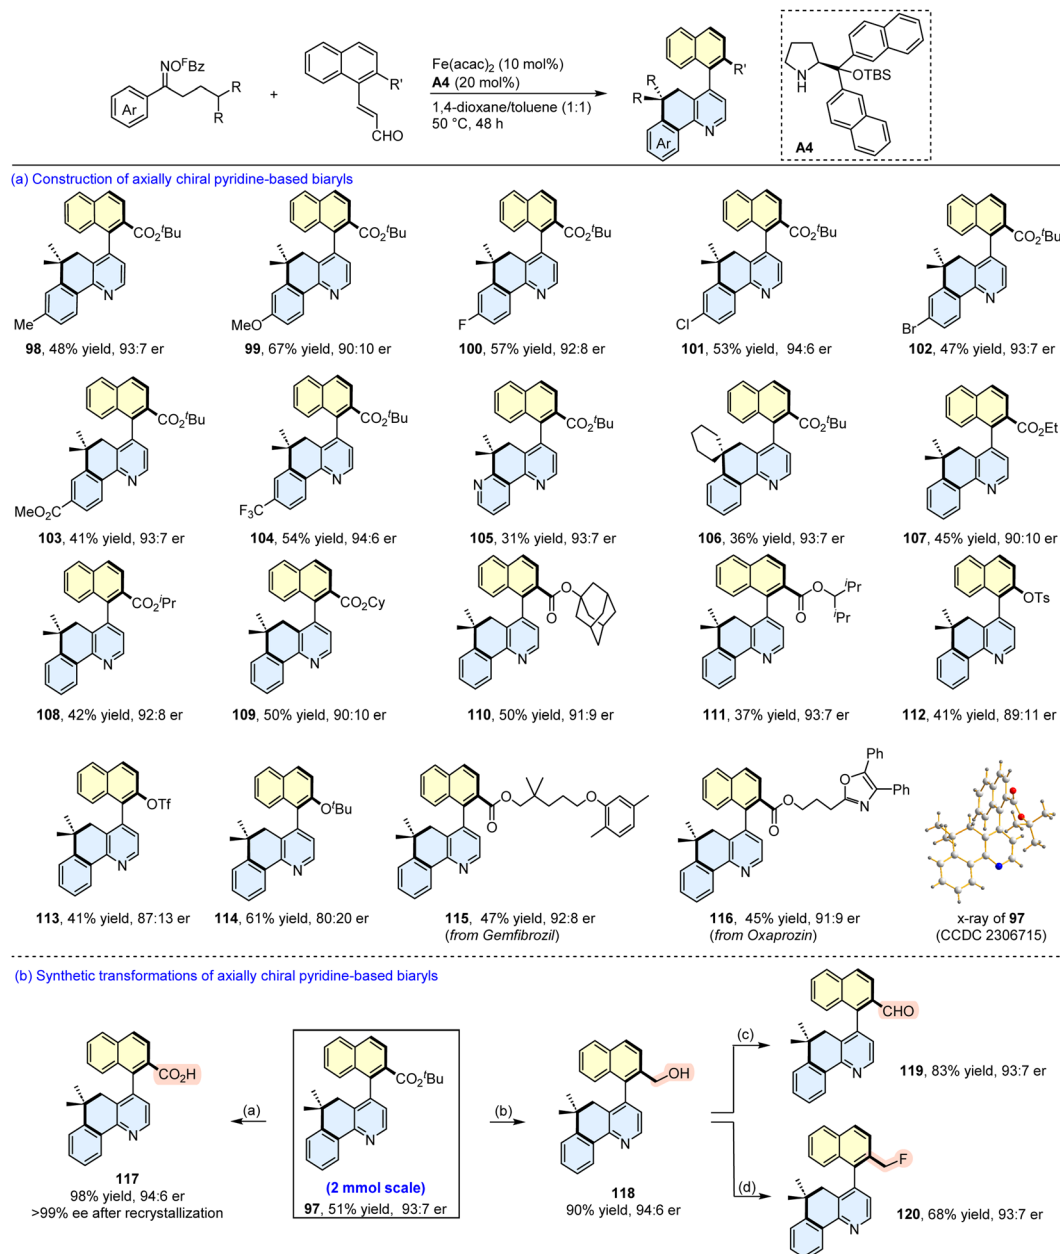 NOFBz
Ar
R
R
+
R'
CHO
Fe(acac)2 (10 mol%)
A4 (20 mol%)
1,4-dioxane/toluene (1:1)
50 °C, 48 h
R'
R
R
N
Ar
N
H
OTBS
A4
(a) Construction of axially chiral pyridine-based biaryls
CO2tBu
N
Me
98, 48% yield, 93:7 er
CO2tBu
N
MeO
99, 67% yield, 90:10 er
CO2tBu
N
F
100, 57% yield, 92:8 er
CO2tBu
N
Cl
101, 53% yield, 94:6 er
CO2tBu
N
Br
102, 47% yield, 93:7 er
CO2tBu
N
MeO2C
103, 41% yield, 93:7 er
CO2tBu
N
F3C
104, 54% yield, 94:6 er
CO2tBu
N
N
105, 31% yield, 93:7 er
CO2tBu
N
106, 36% yield, 93:7 er
CO2Et
N
107, 45% yield, 90:10 er
CO2iPr
N
108, 42% yield, 92:8 er
CO2Cy
N
109, 50% yield, 90:10 er
O
O
N
110, 50% yield, 91:9 er
i-Pr
O
O
i-Pr
N
111, 37% yield, 93:7 er
OTs
N
112, 41% yield, 89:11 er
OTf
N
113, 41% yield, 87:13 er
OtBu
N
114, 61% yield, 80:20 er
O
O
O
N
115, 47% yield, 92:8 er
(from Gemfibrozil)
Ph
O
Ph
N
O
O
N
116, 45% yield, 91:9 er
(from Oxaprozin)
x-ray of 97
(CCDC 2306715)
(b) Synthetic transformations of axially chiral pyridine-based biaryls
CO2H
N
117
98% yield, 94:6 er
>99% ee after recrystallization
(a)
CO2tBu
N
(2 mmol scale)
97, 51% yield, 93:7 er
(b)
OH
N
118
90% yield, 94:6 er
(c)
CHO
N
119, 83% yield, 93:7 er
(d)
F
N
120, 68% yield, 93:7 er